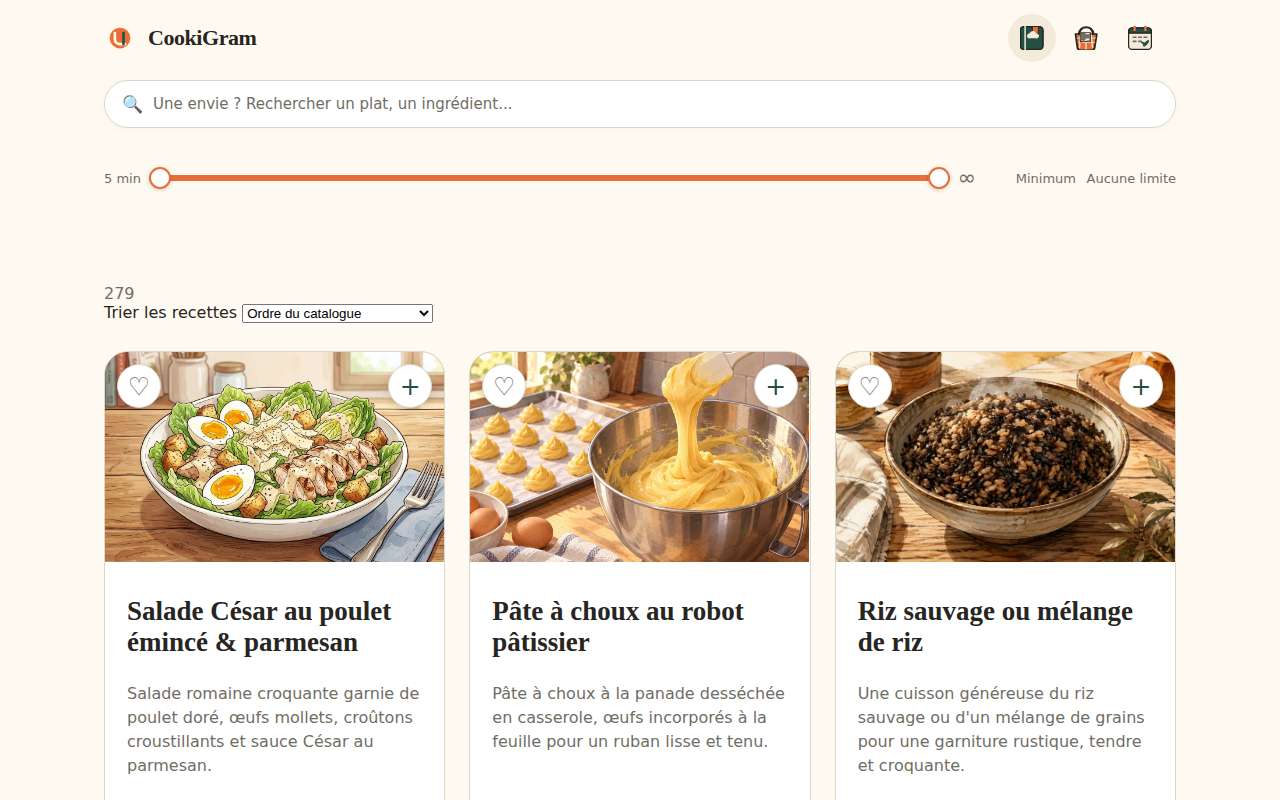 CookiGram
Une envie ? Rechercher un plat, un ingrédient...
5 min
∞
Minimum Aucune limite
279
Trier les recettes Ordre du catalogue
Salade César au poulet
émincé & parmesan
Salade romaine croquante garnie de
poulet doré, œufs mollets, croûtons
croustillants et sauce César au
parmesan.
Pâte à choux au robot
pâtissier
Pâte à choux à la panade desséchée
en casserole, œufs incorporés à la
feuille pour un ruban lisse et tenu.
Riz sauvage ou mélange
de riz
Une cuisson généreuse du riz
sauvage ou d'un mélange de grains
pour une garniture rustique, tendre
et croquante.